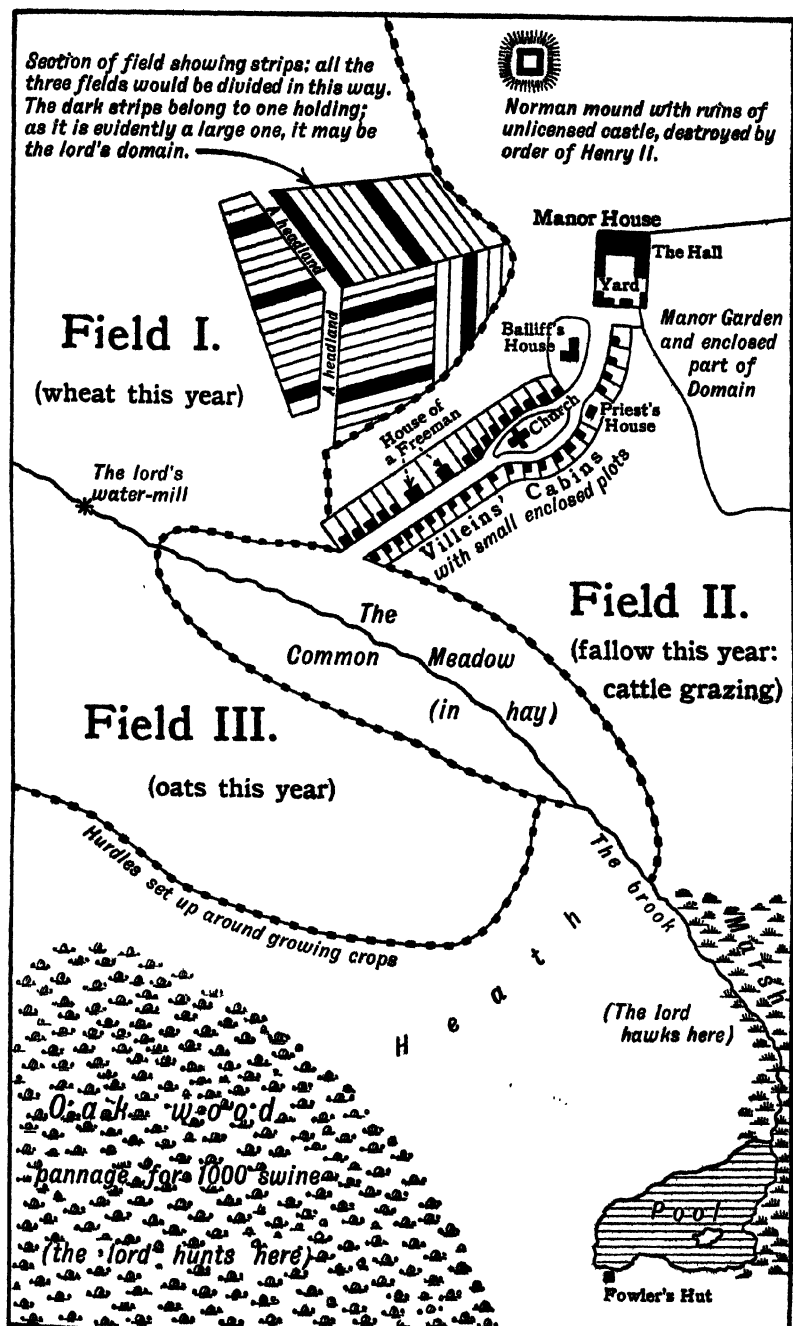 Section of field showing strips: all the
three fields would be divided in this way.
The dark strips belong to one holding;
as it is evidently a large one, it may be
the lord's domain.
Norman mound with ruins of
unlicensed castle, destroyed by
order of Henry II.
Manor House
The Hall
Yard
A headland
A headland
Field I.
(wheat this year)
Bailiff's
House
Manor Garden
and enclosed
part of
Domain
House of
a Freeman
Church
Priest's
House
Villeins' Cabins
with small enclosed plots
The lord's
water-mill
The
Common Meadow
(in hay)
Field II.
(fallow this year:
cattle grazing)
Field III.
(oats this year)
Hurdles set up around growing crops
The brook
Marsh
Heath
(The lord
hawks here)
Oak wood
pannage for 1000 swine
(the lord hunts here)
Pool
Fowler's Hut